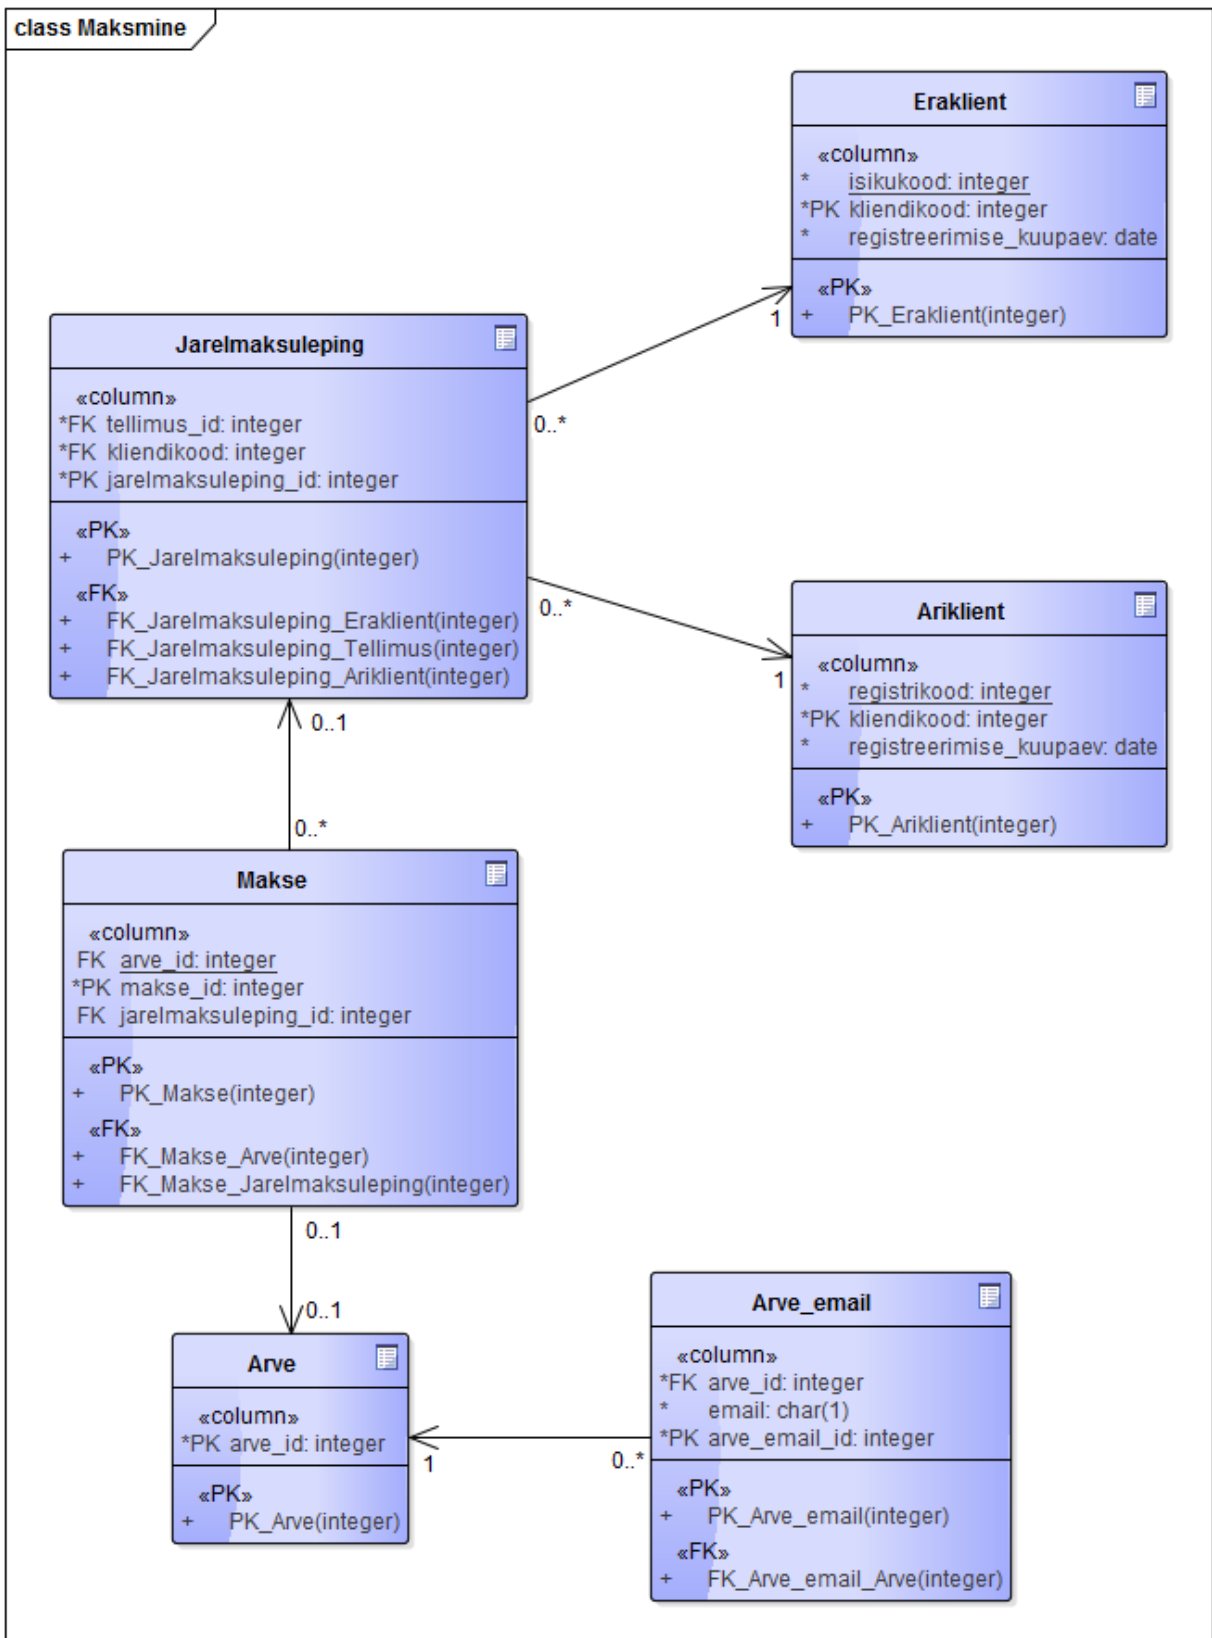 class Maksmine
Eraklient
«column»
* isikukood: integer
*PK kliendikood: integer
* registreerimise_kuupaev: date
«PK»
+ PK_Eraklient(integer)
1
Jarelmaksuleping
«column»
*FK tellimus_id: integer
*FK kliendikood: integer
*PK jarelmaksuleping_id: integer
«PK»
+ PK_Jarelmaksuleping(integer)
«FK»
+ FK_Jarelmaksuleping_Eraklient(integer)
+ FK_Jarelmaksuleping_Tellimus(integer)
+ FK_Jarelmaksuleping_Ariklient(integer)
0..*
0..*
Ariklient
«column»
* registrikood: integer
*PK kliendikood: integer
* registreerimise_kuupaev: date
«PK»
+ PK_Ariklient(integer)
1
0..1
0..*
Makse
«column»
FK arve_id: integer
*PK makse_id: integer
FK jarelmaksuleping_id: integer
«PK»
+ PK_Makse(integer)
«FK»
+ FK_Makse_Arve(integer)
+ FK_Makse_Jarelmaksuleping(integer)
0..1
0..1
Arve
«column»
*PK arve_id: integer
«PK»
+ PK_Arve(integer)
1
0..*
Arve_email
«column»
*FK arve_id: integer
* email: char(1)
*PK arve_email_id: integer
«PK»
+ PK_Arve_email(integer)
«FK»
+ FK_Arve_email_Arve(integer)